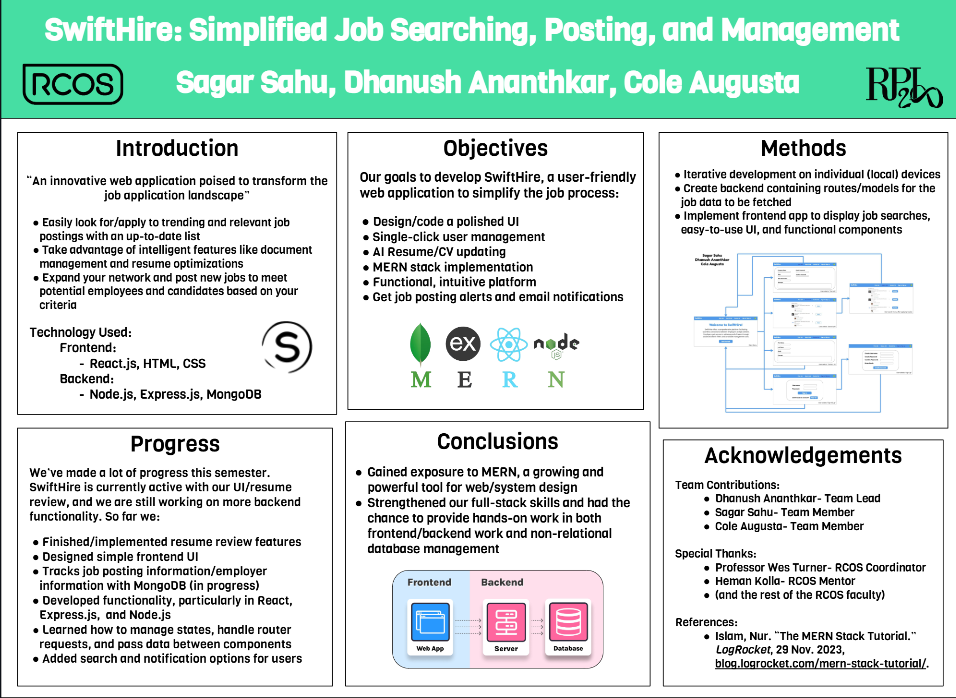 SwiftHire: Simplified Job Searching, Posting, and Management
RCOS
Sagar Sahu, Dhanush Ananthkar, Cole Augusta
RPI
200
Introduction
“An innovative web application poised to transform the
job application landscape”
● Easily look for/apply to trending and relevant job
postings with an up-to-date list
● Take advantage of intelligent features like document
management and resume optimizations
● Expand your network and post new jobs to meet
potential employees and candidates based on your
criteria
Technology Used:
Frontend:
- React.js, HTML, CSS
Backend:
- Node.js, Express.js, MongoDB
S
Objectives
Our goals to develop SwiftHire, a user-friendly
web application to simplify the job process:
● Design/code a polished UI
● Single-click user management
● AI Resume/CV updating
● MERN stack implementation
● Functional, intuitive platform
● Get job posting alerts and email notifications
ex
node
JS
M E R N
Methods
● Iterative development on individual (local) devices
● Create backend containing routes/models for the
job data to be fetched
● Implement frontend app to display job searches,
easy-to-use UI, and functional components
Sagar Sahu
Dhanush Ananthkar
Cole Augusta
Welcome to SwiftHire
Progress
We’ve made a lot of progress this semester.
SwiftHire is currently active with our UI/resume
review, and we are still working on more backend
functionality. So far we:
● Finished/implemented resume review features
● Designed simple frontend UI
● Tracks job posting information/employer
information with MongoDB (in progress)
● Developed functionality, particularly in React,
Express.js, and Node.js
● Learned how to manage states, handle router
requests, and pass data between components
● Added search and notification options for users
Conclusions
● Gained exposure to MERN, a growing and
powerful tool for web/system design
● Strengthened our full-stack skills and had the
chance to provide hands-on work in both
frontend/backend work and non-relational
database management
Frontend Backend
Web App Server Database
Acknowledgements
Team Contributions:
● Dhanush Ananthkar- Team Lead
● Sagar Sahu- Team Member
● Cole Augusta- Team Member
Special Thanks:
● Professor Wes Turner- RCOS Coordinator
● Heman Kolla- RCOS Mentor
● (and the rest of the RCOS faculty)
References:
● Islam, Nur. “The MERN Stack Tutorial.”
LogRocket, 29 Nov. 2023,
blog.logrocket.com/mern-stack-tutorial/.